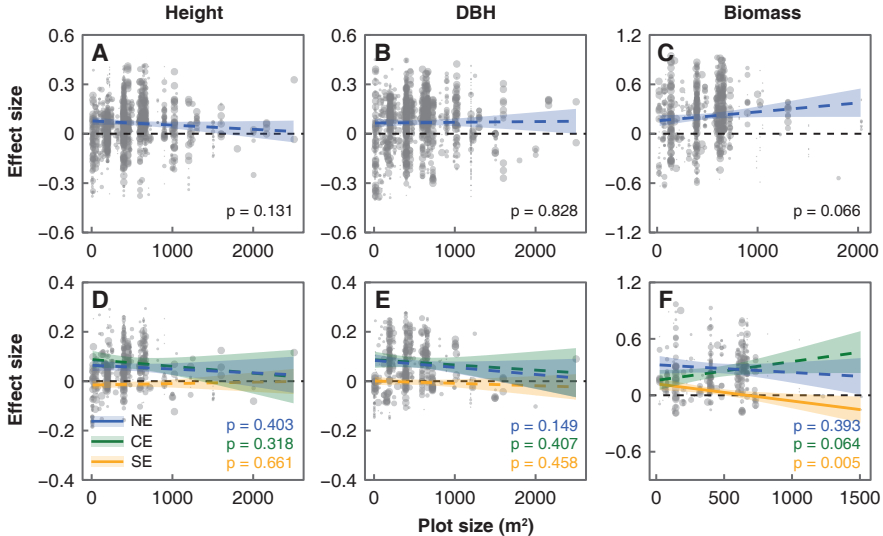 Height DBH Biomass
A B C
Effect size
0.6 0.3 0 −0.3 −0.6
0.6 0.3 0 −0.3 −0.6
1.2 0.6 0 −0.6 −1.2
p = 0.131 p = 0.828 p = 0.066
0 1000 2000
0 1000 2000
0 1000 2000
D E F
Effect size
0.4 0.2 0 −0.2 −0.4
0.4 0.2 0 −0.2 −0.4
1.2 0.6 0 −0.6
NE
CE
SE
p = 0.403
p = 0.318
p = 0.661
p = 0.149
p = 0.407
p = 0.458
p = 0.393
p = 0.064
p = 0.005
0 1000 2000
0 1000 2000
0 500 1000 1500
Plot size (m²)